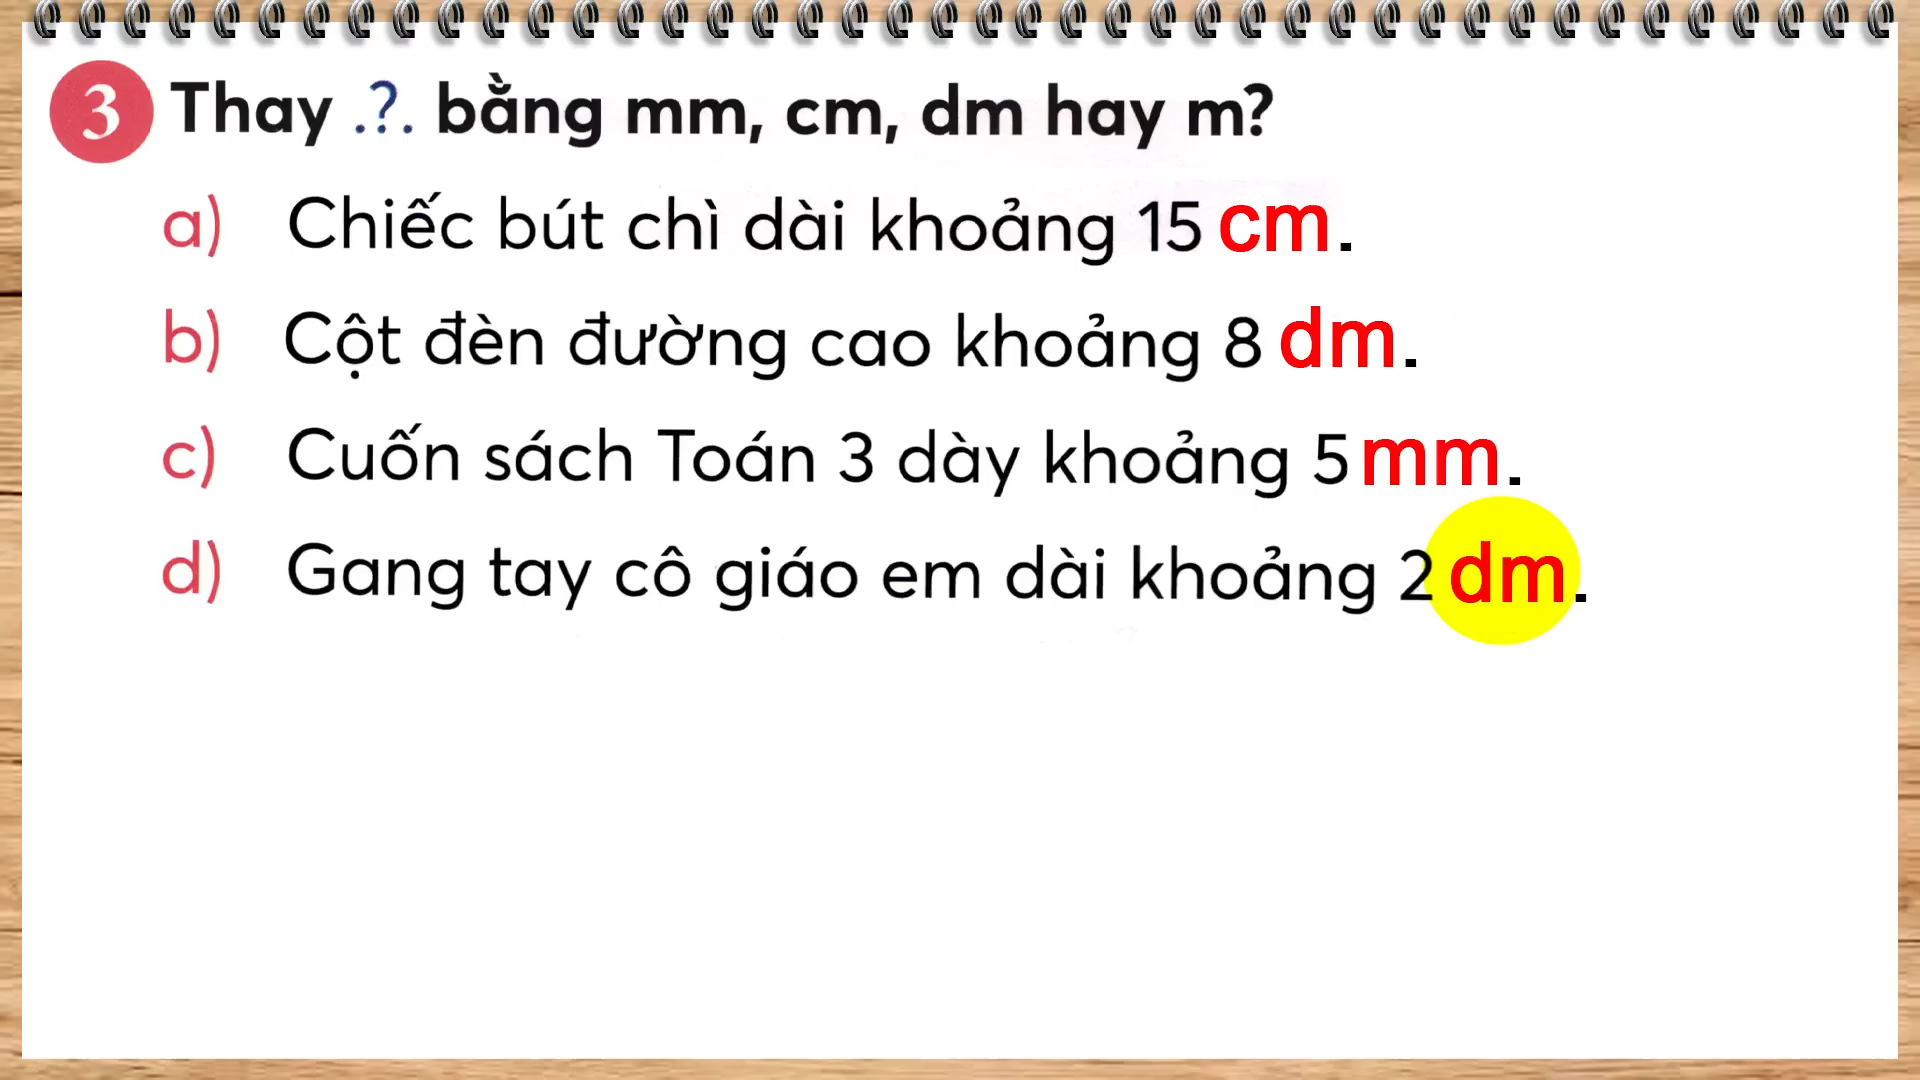 3 Thay .?. bằng mm, cm, dm hay m?
a) Chiếc bút chì dài khoảng 15 cm.
b) Cột đèn đường cao khoảng 8 dm.
c) Cuốn sách Toán 3 dày khoảng 5 mm.
d) Gang tay cô giáo em dài khoảng 2 dm.